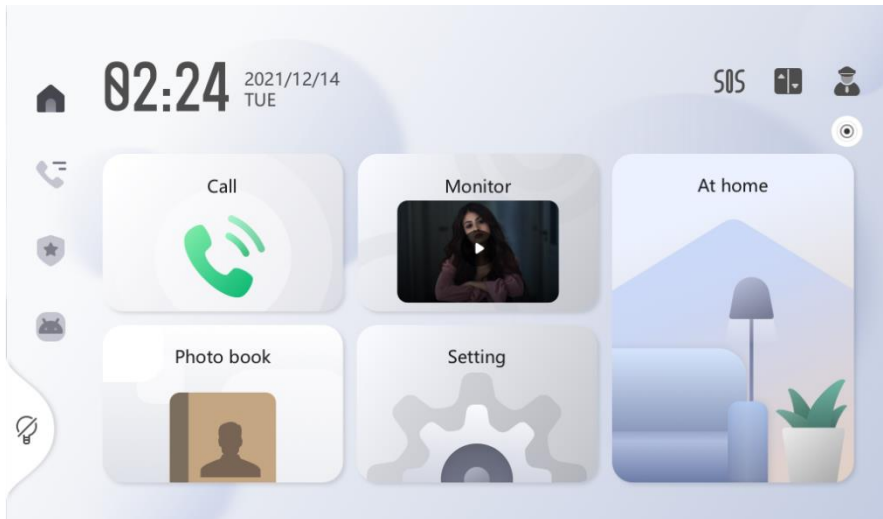 02:24
2021/12/14
TUE
SOS
Call
Monitor
At home
Photo book
Setting